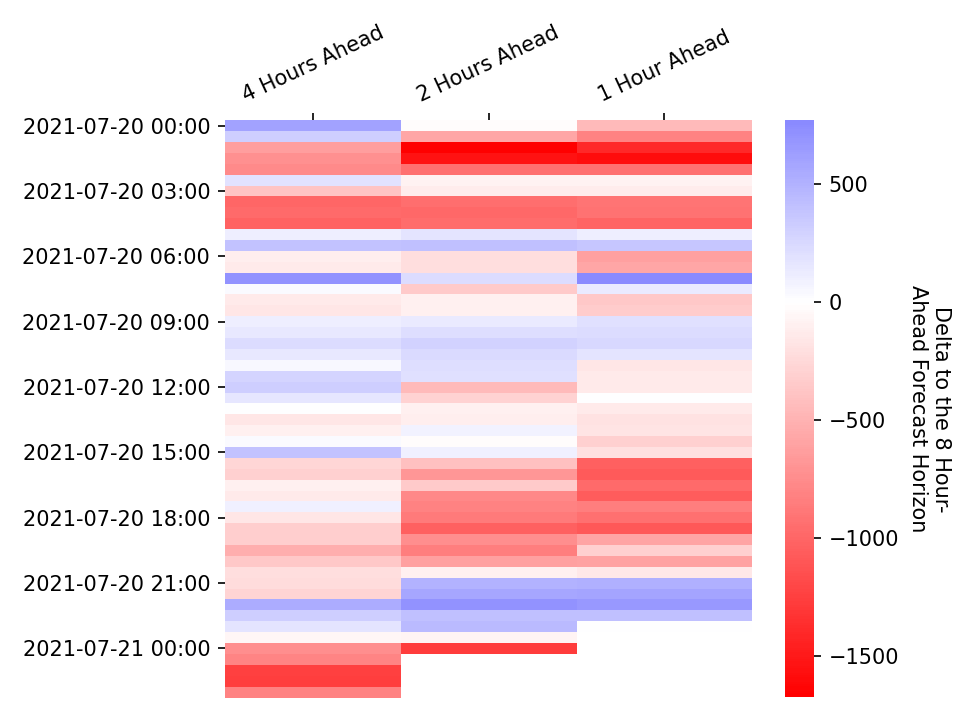 4 Hours Ahead
2 Hours Ahead
1 Hour Ahead
2021-07-20 00:00
2021-07-20 03:00
2021-07-20 06:00
2021-07-20 09:00
2021-07-20 12:00
2021-07-20 15:00
2021-07-20 18:00
2021-07-20 21:00
2021-07-21 00:00
500
0
−500
−1000
−1500
Delta to the 8 Hour-
Ahead Forecast Horizon